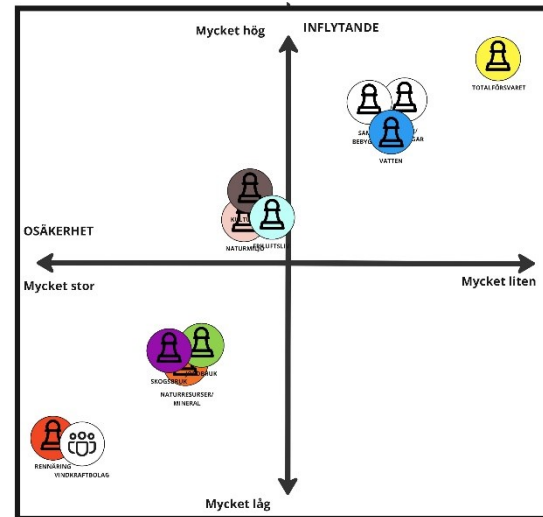 Mycket hög
INFLYTANDE
TOTALFÖRSVARET
VATTEN
NATURMILJÖ
OSÄKERHET
Mycket stor
Mycket liten
SKOGSBRUK
NATURRESURSER/
MINERAL
RENNÄRING
VINDKRAFTBOLAG
Mycket låg